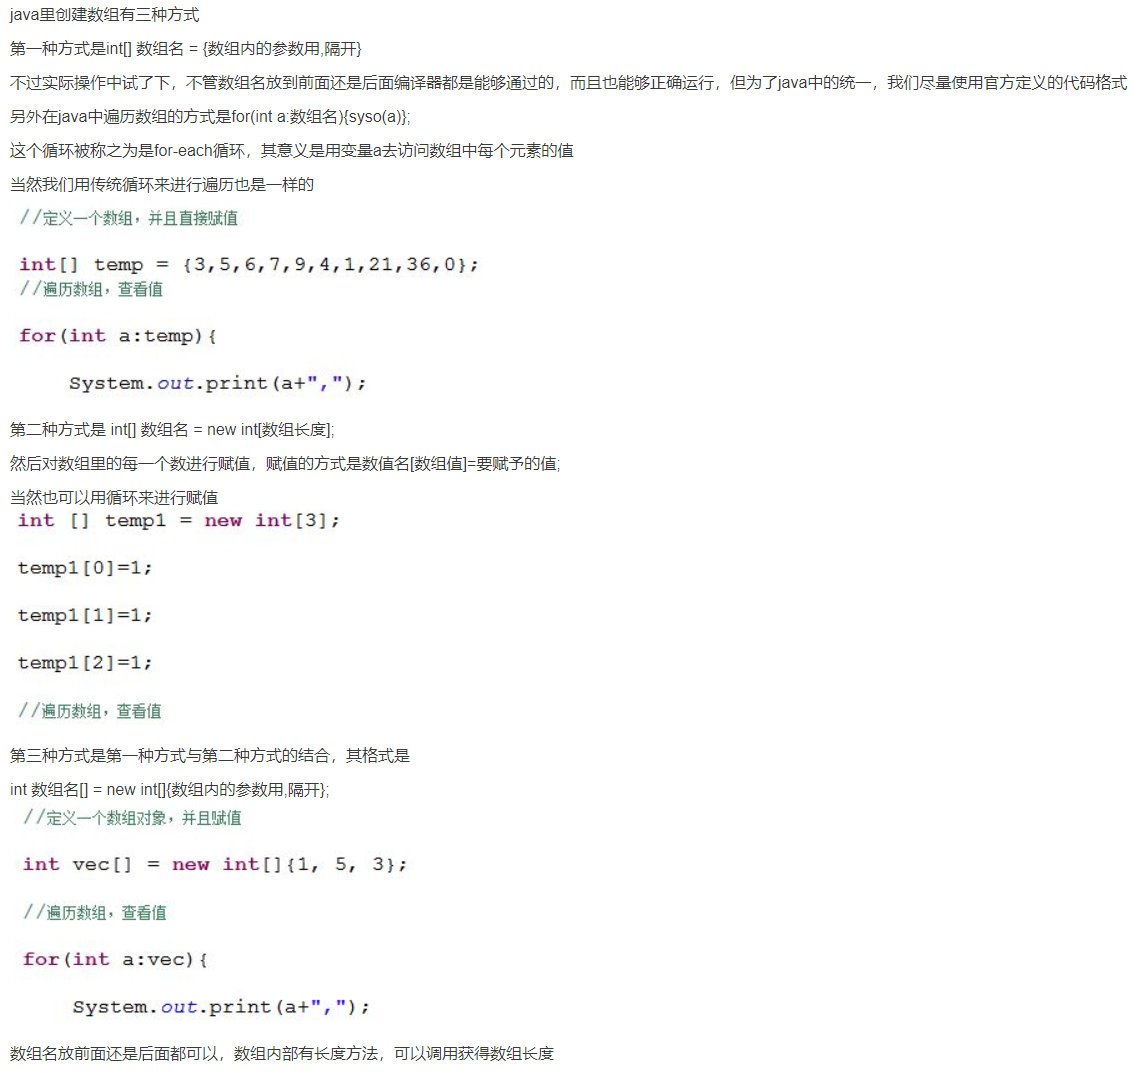 java里创建数组有三种方式
第一种方式是int[] 数组名 = {数组内的参数用,隔开}
不过实际操作中试了下，不管数组名放到前面还是后面编译器都是能够通过的，而且也能够正确运行，但为了java中的统一，我们尽量使用官方定义的代码格式
另外在java中遍历数组的方式是for(int a:数组名){syso(a)};
这个循环被称之为是for-each循环，其意义是用变量a去访问数组中每个元素的值
当然我们用传统循环来进行遍历也是一样的
//定义一个数组，并且直接赋值
int[] temp = {3,5,6,7,9,4,1,21,36,0};
//遍历数组，查看值
for(int a:temp){
System.out.print(a+",");
第二种方式是 int[] 数组名 = new int[数组长度];
然后对数组里的每一个数进行赋值，赋值的方式是数值名[数组值]=要赋予的值;
当然也可以用循环来进行赋值
int [] temp1 = new int[3];
temp1[0]=1;
temp1[1]=1;
temp1[2]=1;
//遍历数组，查看值
第三种方式是第一种方式与第二种方式的结合，其格式是
int 数组名[] = new int[]{数组内的参数用,隔开};
//定义一个数组对象，并且赋值
int vec[] = new int[]{1, 5, 3};
//遍历数组，查看值
for(int a:vec){
System.out.print(a+",");
数组名放前面还是后面都可以，数组内部有长度方法，可以调用获得数组长度